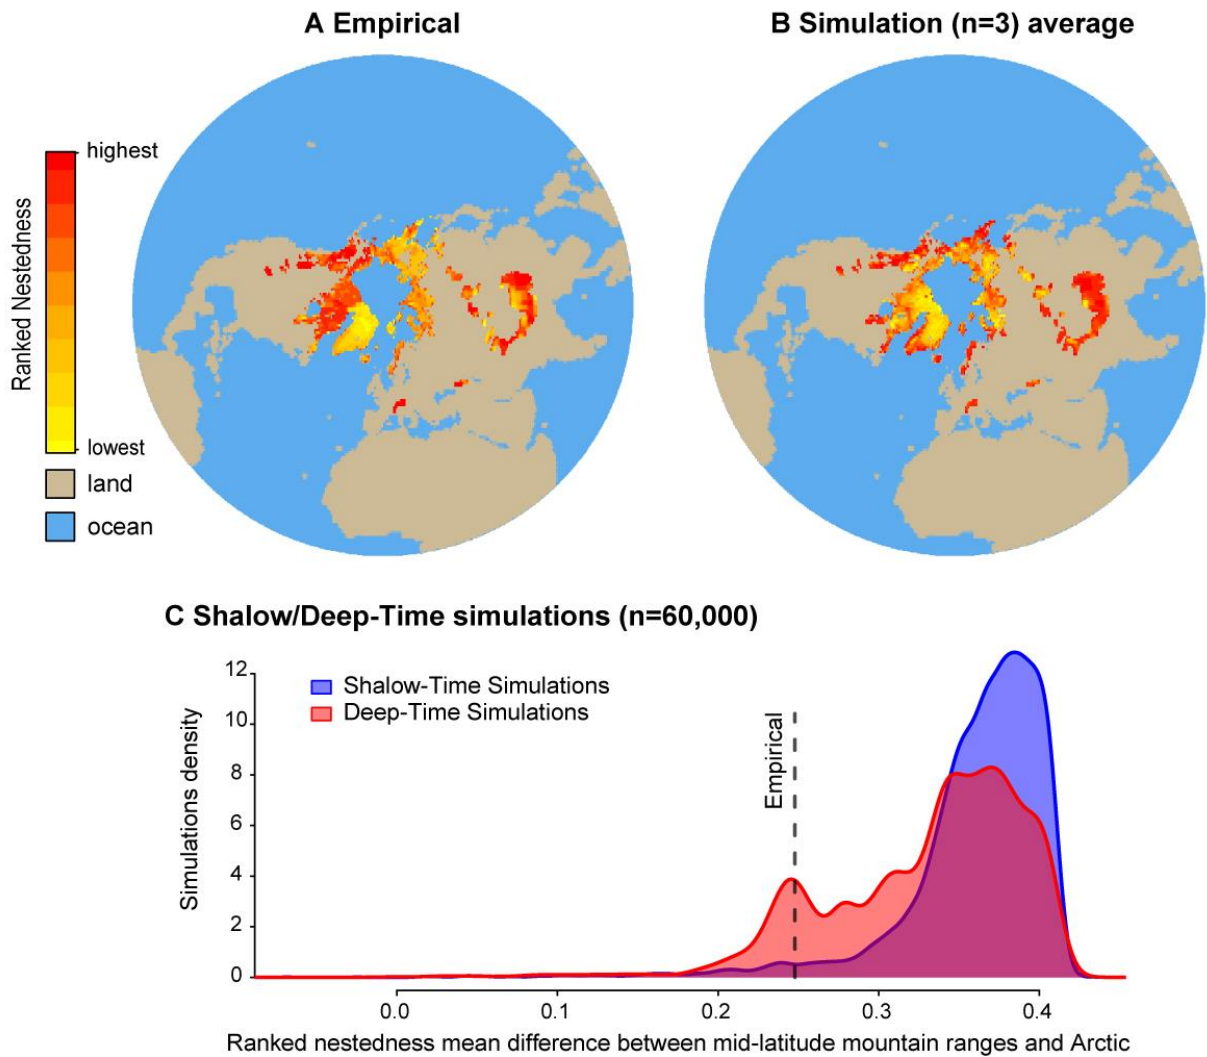 A Empirical
B Simulation (n=3) average
Ranked Nestedness
highest
lowest
land
ocean
C Shalow/Deep-Time simulations (n=60,000)
Simulations density
12
10
8
6
4
2
0
Shalow-Time Simulations
Deep-Time Simulations
Empirical
0.0 0.1 0.2 0.3 0.4
Ranked nestedness mean difference between mid-latitude mountain ranges and Arctic